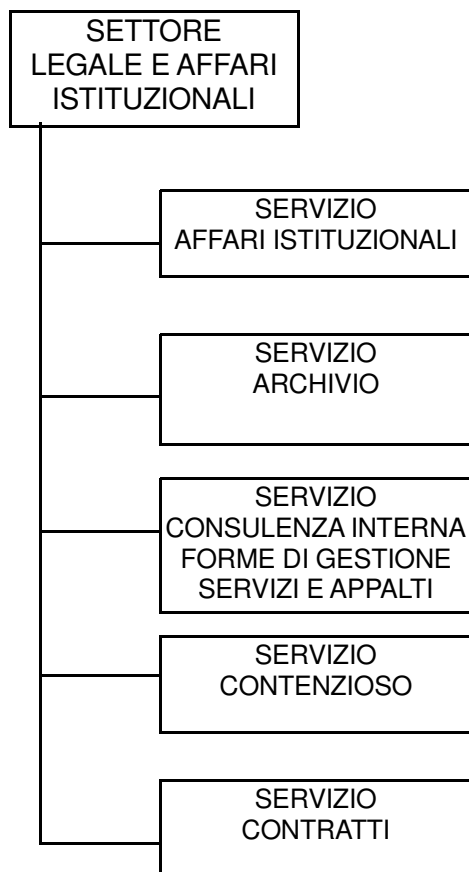 SETTORE
LEGALE E AFFARI
ISTITUZIONALI
SERVIZIO
AFFARI ISTITUZIONALI
SERVIZIO
ARCHIVIO
SERVIZIO
CONSULENZA INTERNA
FORME DI GESTIONE
SERVIZI E APPALTI
SERVIZIO
CONTENZIOSO
SERVIZIO
CONTRATTI